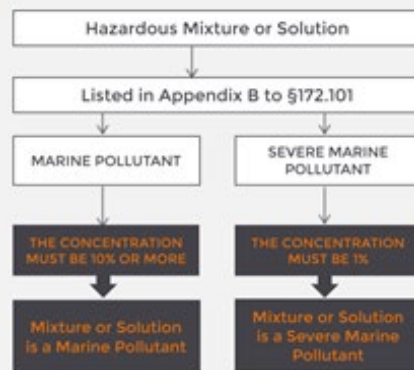 Hazardous Mixture or Solution
Listed in Appendix B to §172.101
MARINE POLLUTANT
SEVERE MARINE
POLLUTANT
THE CONCENTRATION
MUST BE 10% OR MORE
THE CONCENTRATION
MUST BE 1%
Mixture or Solution
is a Marine Pollutant
Mixture or Solution
is a Severe Marine
Pollutant